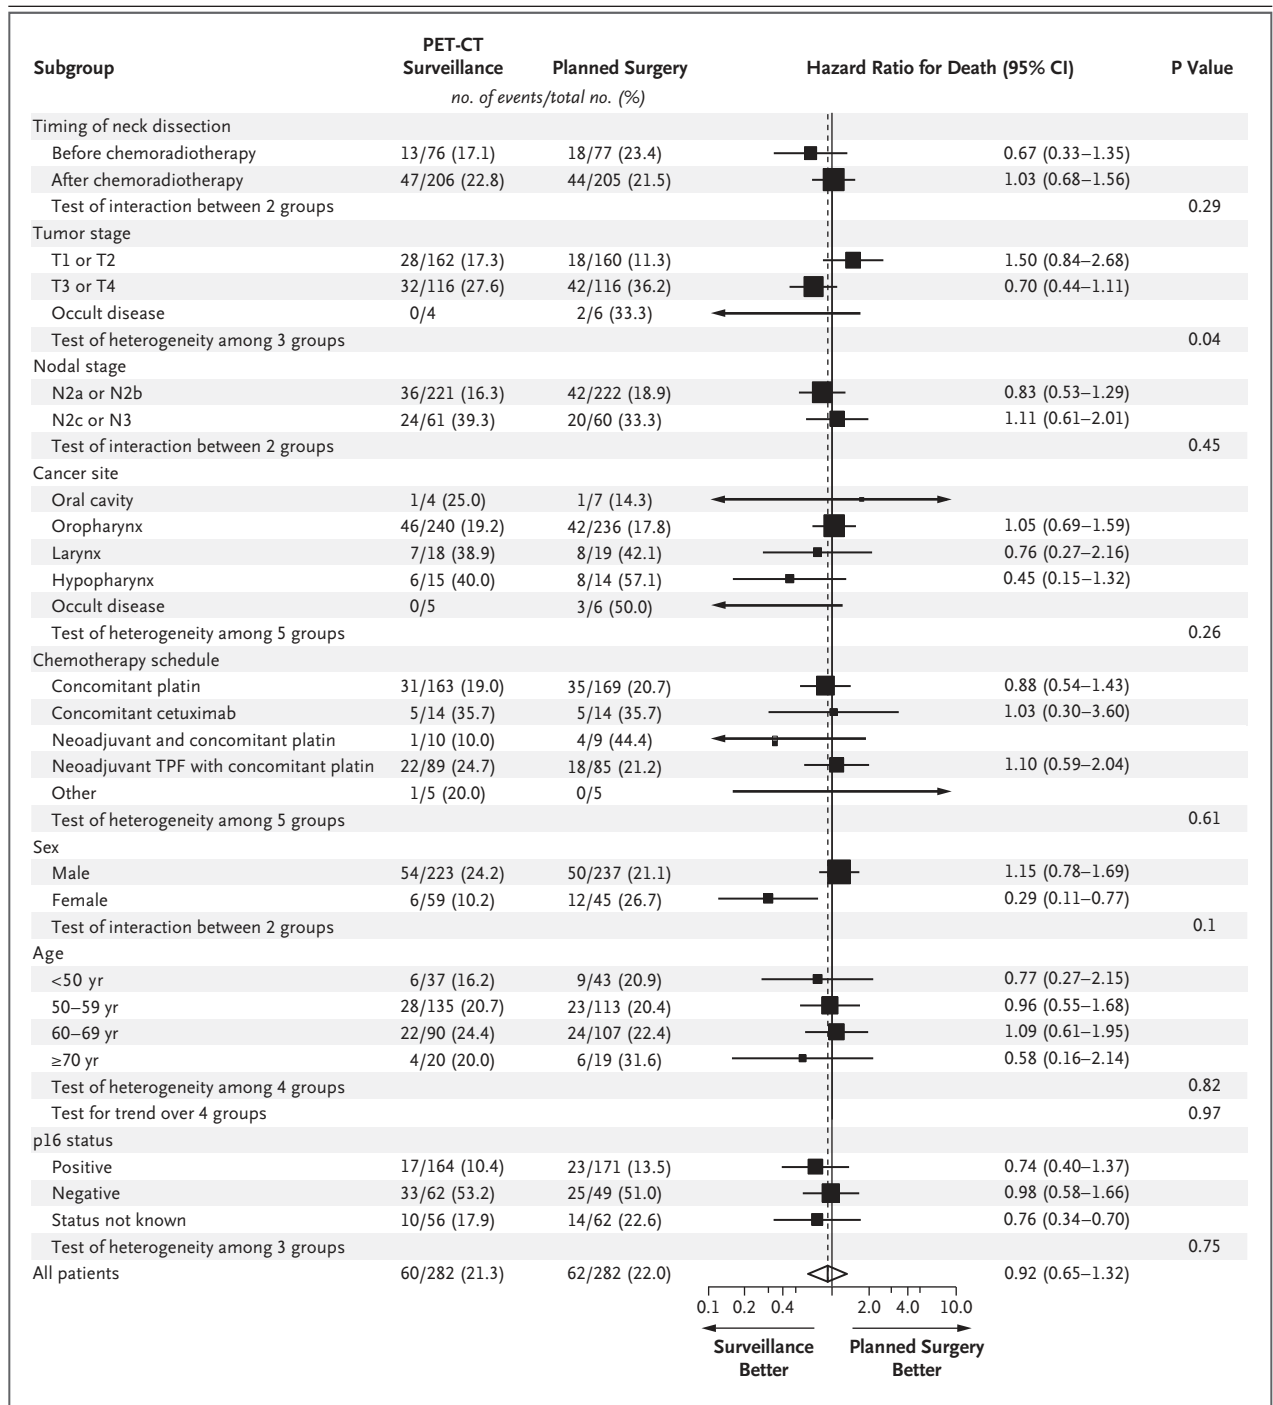 PET-CT
Subgroup Surveillance Planned Surgery Hazard Ratio for Death (95% CI) P Value
no. of events/total no. (%)
Timing of neck dissection
Before chemoradiotherapy 13/76 (17.1) 18/77 (23.4) 0.67 (0.33–1.35)
After chemoradiotherapy 47/206 (22.8) 44/205 (21.5) 1.03 (0.68–1.56)
Test of interaction between 2 groups 0.29
Tumor stage
T1 or T2 28/162 (17.3) 18/160 (11.3) 1.50 (0.84–2.68)
T3 or T4 32/116 (27.6) 42/116 (36.2) 0.70 (0.44–1.11)
Occult disease 0/4 2/6 (33.3)
Test of heterogeneity among 3 groups 0.04
Nodal stage
N2a or N2b 36/221 (16.3) 42/222 (18.9) 0.83 (0.53–1.29)
N2c or N3 24/61 (39.3) 20/60 (33.3) 1.11 (0.61–2.01)
Test of interaction between 2 groups 0.45
Cancer site
Oral cavity 1/4 (25.0) 1/7 (14.3)
Oropharynx 46/240 (19.2) 42/236 (17.8) 1.05 (0.69–1.59)
Larynx 7/18 (38.9) 8/19 (42.1) 0.76 (0.27–2.16)
Hypopharynx 6/15 (40.0) 8/14 (57.1) 0.45 (0.15–1.32)
Occult disease 0/5 3/6 (50.0)
Test of heterogeneity among 5 groups 0.26
Chemotherapy schedule
Concomitant platin 31/163 (19.0) 35/169 (20.7) 0.88 (0.54–1.43)
Concomitant cetuximab 5/14 (35.7) 5/14 (35.7) 1.03 (0.30–3.60)
Neoadjuvant and concomitant platin 1/10 (10.0) 4/9 (44.4)
Neoadjuvant TPF with concomitant platin 22/89 (24.7) 18/85 (21.2) 1.10 (0.59–2.04)
Other 1/5 (20.0) 0/5
Test of heterogeneity among 5 groups 0.61
Sex
Male 54/223 (24.2) 50/237 (21.1) 1.15 (0.78–1.69)
Female 6/59 (10.2) 12/45 (26.7) 0.29 (0.11–0.77)
Test of interaction between 2 groups 0.1
Age
<50 yr 6/37 (16.2) 9/43 (20.9) 0.77 (0.27–2.15)
50–59 yr 28/135 (20.7) 23/113 (20.4) 0.96 (0.55–1.68)
60–69 yr 22/90 (24.4) 24/107 (22.4) 1.09 (0.61–1.95)
≥70 yr 4/20 (20.0) 6/19 (31.6) 0.58 (0.16–2.14)
Test of heterogeneity among 4 groups 0.82
Test for trend over 4 groups 0.97
p16 status
Positive 17/164 (10.4) 23/171 (13.5) 0.74 (0.40–1.37)
Negative 33/62 (53.2) 25/49 (51.0) 0.98 (0.58–1.66)
Status not known 10/56 (17.9) 14/62 (22.6) 0.76 (0.34–0.70)
Test of heterogeneity among 3 groups 0.75
All patients 60/282 (21.3) 62/282 (22.0) 0.92 (0.65–1.32)
0.1 0.2 0.4 2.0 4.0 10.0
Surveillance Planned Surgery
Better Better